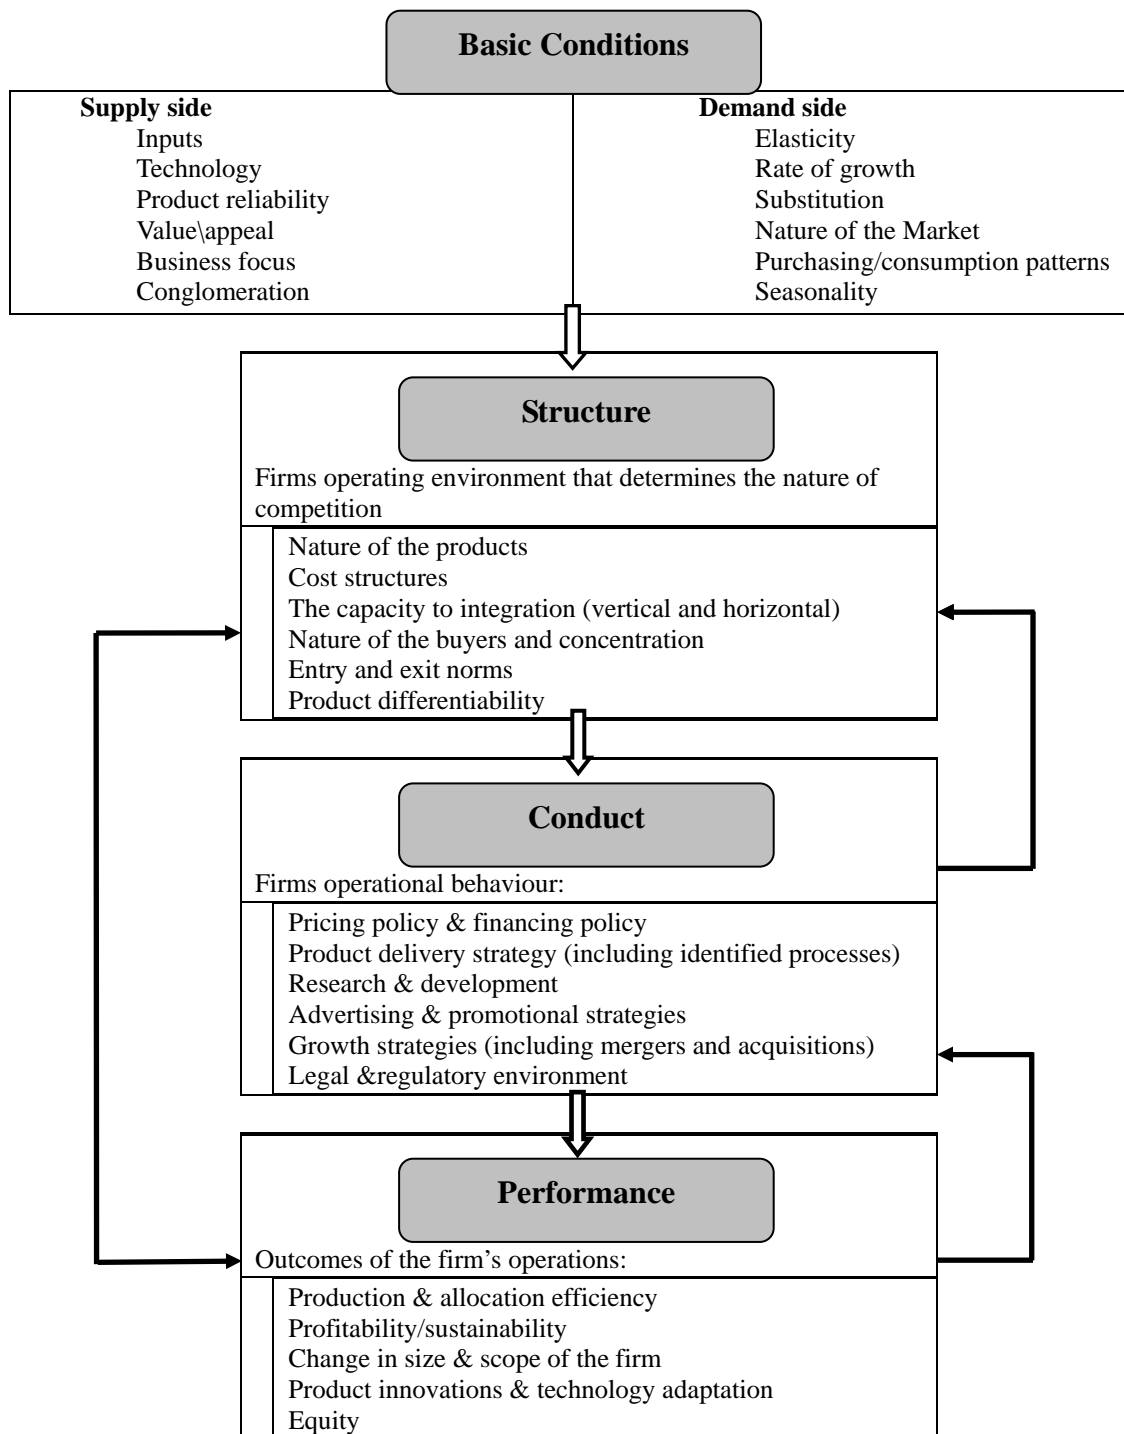 Basic Conditions
Supply side
Inputs
Technology
Product reliability
Value\appeal
Business focus
Conglomeration
Demand side
Elasticity
Rate of growth
Substitution
Nature of the Market
Purchasing/consumption patterns
Seasonality
Structure
Firms operating environment that determines the nature of
competition
Nature of the products
Cost structures
The capacity to integration (vertical and horizontal)
Nature of the buyers and concentration
Entry and exit norms
Product differentiability
Conduct
Firms operational behaviour:
Pricing policy & financing policy
Product delivery strategy (including identified processes)
Research & development
Advertising & promotional strategies
Growth strategies (including mergers and acquisitions)
Legal &regulatory environment
Performance
Outcomes of the firm’s operations:
Production & allocation efficiency
Profitability/sustainability
Change in size & scope of the firm
Product innovations & technology adaptation
Equity